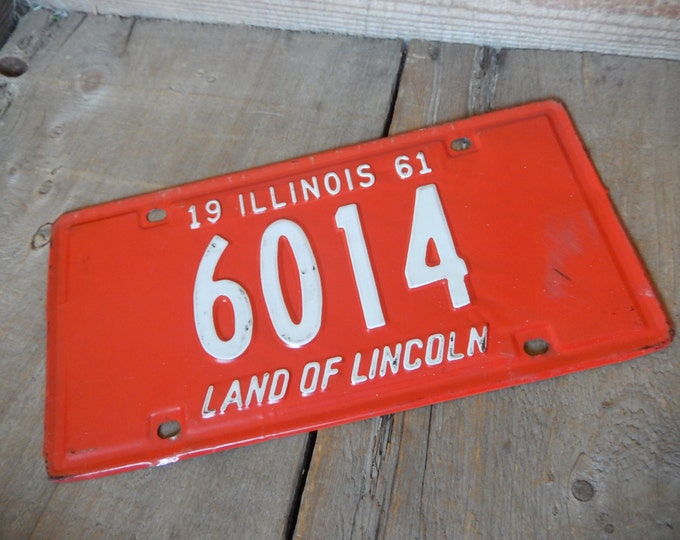 19 ILLINOIS 61
6014
LAND OF LINCOLN